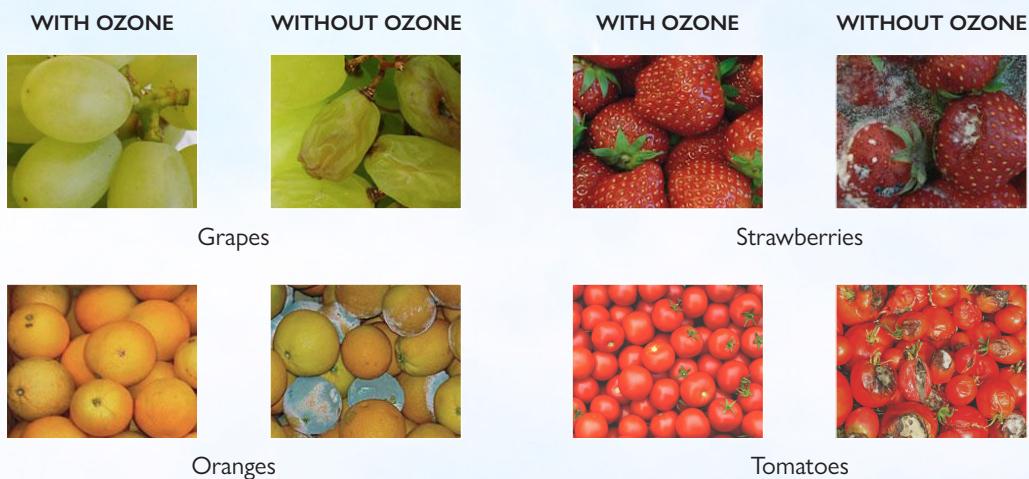 WITH OZONE
WITHOUT OZONE
WITH OZONE
WITHOUT OZONE
Grapes
Strawberries
Oranges
Tomatoes